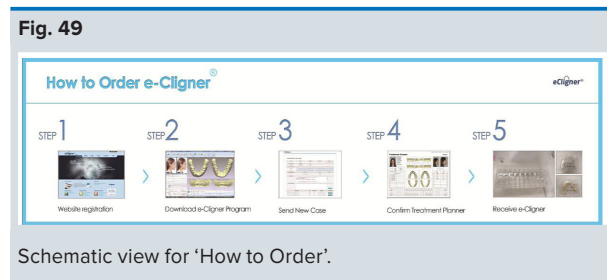 Fig. 49
How to Order e-Cligner®
eCligner®
STEP 1
STEP 2
STEP 3
STEP 4
STEP 5
Website registration
Download e-Cligner Program
Send New Case
Confirm Treatment Planner
Receive e-Cligner
Schematic view for ‘How to Order’.